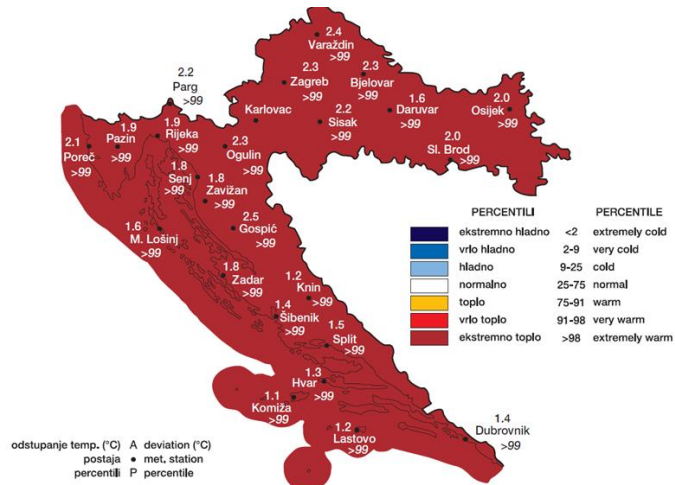 2.4
Varaždin
>99
2.3
Zagreb
>99
2.3
Bjelovar
>99
2.2
Parg
>99
Karlovac
2.2
Sisak
>99
1.6
Daruvar
>99
2.0
Osijek
>99
2.0
Sl. Brod
>99
2.1
Poreč
>99
1.9
Pazin
>99
1.9
Rijeka
>99
2.3
Ogulin
>99
1.8
Senj
>99
1.8
Zavižan
>99
2.5
Gospić
>99
1.6
M. Lošinj
>99
1.8
Zadar
>99
1.2
Knin
>99
1.4
Šibenik
>99
1.5
Split
>99
1.3
Hvar
>99
1.1
Komiža
>99
1.2
Lastovo
>99
1.4
Dubrovnik
>99
PERCENTILI PERCENTILE
ekstremno hladno <2 extremely cold
vrlo hladno 2-9 very cold
hladno 9-25 cold
normalno 25-75 normal
toplo 75-91 warm
vrlo toplo 91-98 very warm
ekstremno toplo >98 extremely warm
odstupanje temp. (°C) A deviation (°C)
postaja • met, station
percentili P percentile